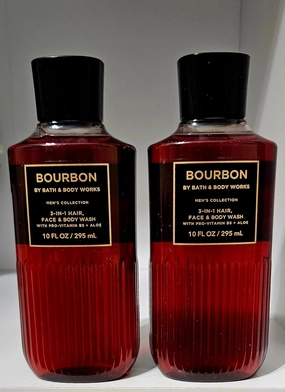 BOURBON
BY BATH & BODY WORKS
MEN'S COLLECTION
3-IN-1 HAIR,
FACE & BODY WASH
WITH PRO-VITAMIN B5 + ALOE
10 FL OZ / 295 mL
BOURBON
BY BATH & BODY WORKS
MEN'S COLLECTION
3-IN-1 HAIR,
FACE & BODY WASH
WITH PRO-VITAMIN B5 + ALOE
10 FL OZ / 295 mL